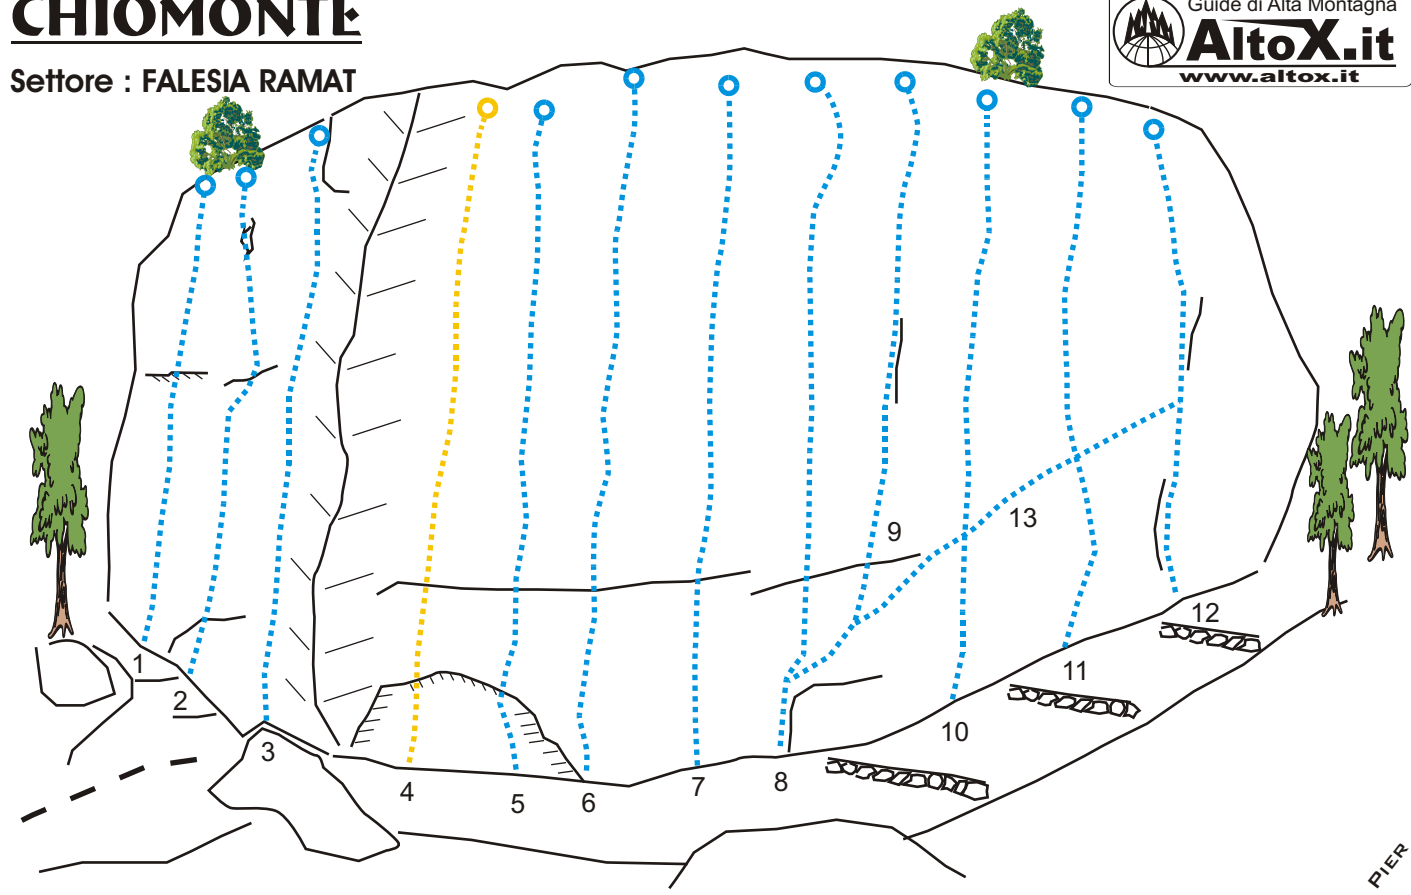 CHIOMONTE
Settore : FALESIA RAMAT
Guide di Alta Montagna
AltoX.it
www.altox.it
9
13
12
1
11
2
10
3
8
7
4
5
6
PIER